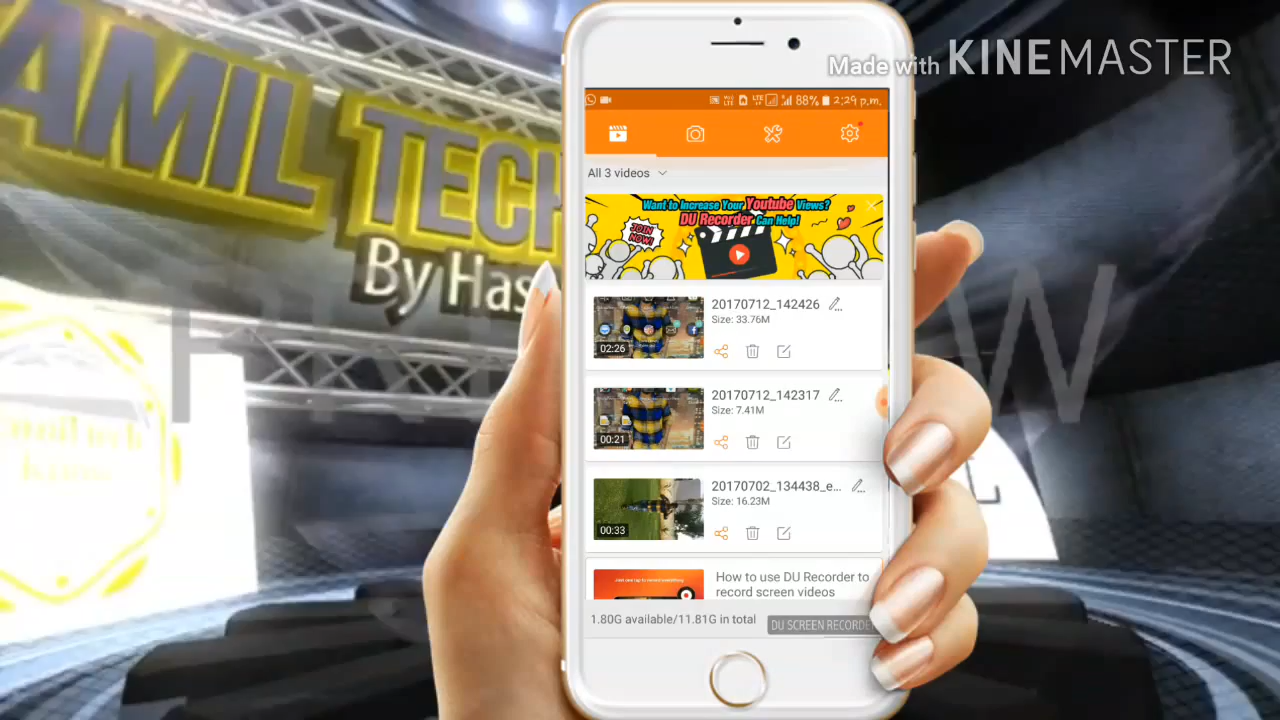 AMIL TECH
By Has
Made with KINEMASTER
88% 2:29 p.m.
All 3 videos
Want to Increase Your Youtube Views?
DU Recorder Can Help!
JOIN
NOW!
20170712_142426
Size: 33.76M
02:26
20170712_142317
Size: 7.41M
00:21
20170702_134438_e...
Size: 16.23M
00:33
How to use DU Recorder to
record screen videos
1.80G available/11.81G in total
DU SCREEN RECORDER